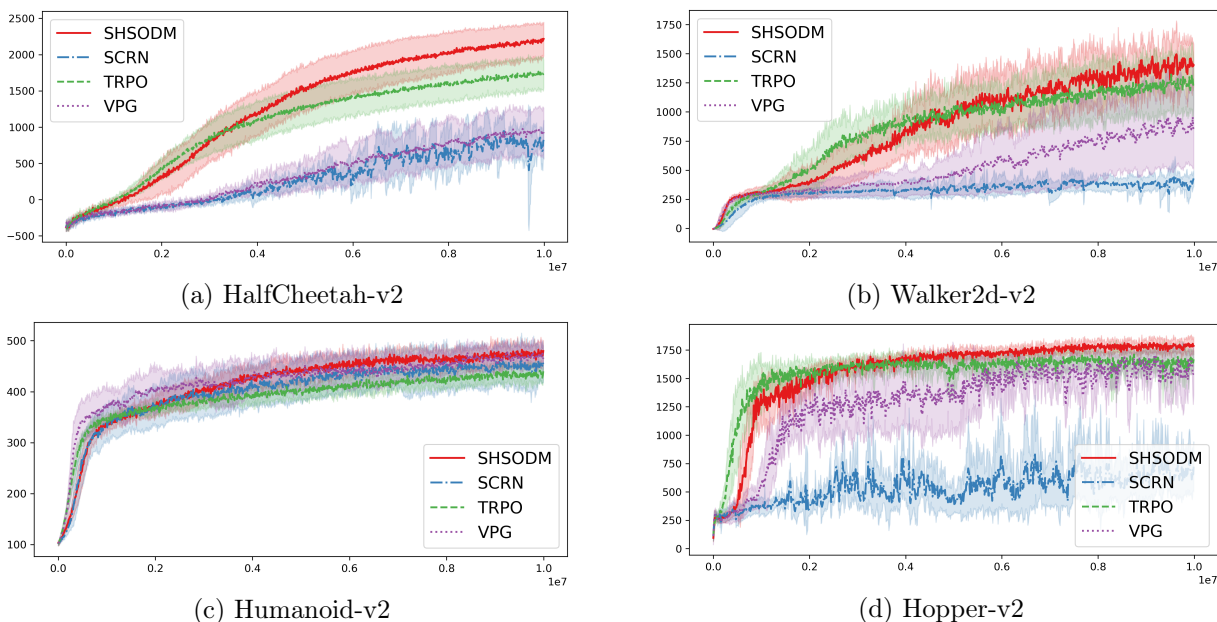 2500
2000
1500
1000
500
0
−500
SHSODM
SCRN
TRPO
VPG
0.0 0.2 0.4 0.6 0.8 1.0
1e7
(a) HalfCheetah-v2
1750
1500
1250
1000
750
500
250
0
SHSODM
SCRN
TRPO
VPG
0.0 0.2 0.4 0.6 0.8 1.0
1e7
(b) Walker2d-v2
500
400
300
200
100
SHSODM
SCRN
TRPO
VPG
0.0 0.2 0.4 0.6 0.8 1.0
1e7
(c) Humanoid-v2
1750
1500
1250
1000
750
500
250
0
SHSODM
SCRN
TRPO
VPG
0.0 0.2 0.4 0.6 0.8 1.0
1e7
(d) Hopper-v2